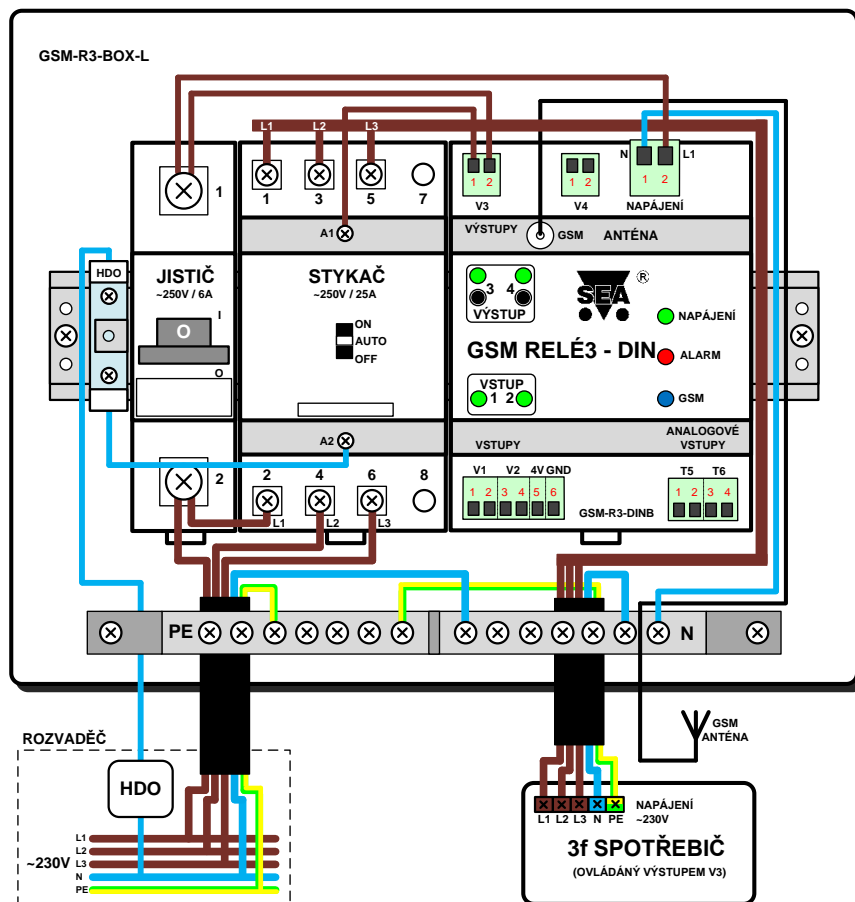 GSM-R3-BOX-L
L1 L2 L3
N L1
1
1 3 5 7
1 2
V3
1 2
V4
1 2
NAPÁJENÍ
A1
VÝSTUPY
GSM
ANTÉNA
HDO
JISTIČ
~250V / 6A
I
O
O
STYKAČ
~250V / 25A
ON
AUTO
OFF
3 4
VÝSTUP
SEA ®
NAPÁJENÍ
GSM RELÉ3 - DIN
ALARM
VSTUP
1 2
GSM
A2
VSTUPY
ANALOGOVÉ
VSTUPY
2
2 4 6 8
L1 L2 L3
V1 V2 4V GND
1 2 3 4 5 6
GSM-R3-DINB
T5 T6
1 2 3 4
PE
N
ROZVADĚČ
HDO
~230V
L1
L2
L3
N
PE
GSM
ANTÉNA
L1 L2 L3 N PE
NAPÁJENÍ
~230V
3f SPOTŘEBIČ
(OVLÁDÁNÝ VÝSTUPEM V3)